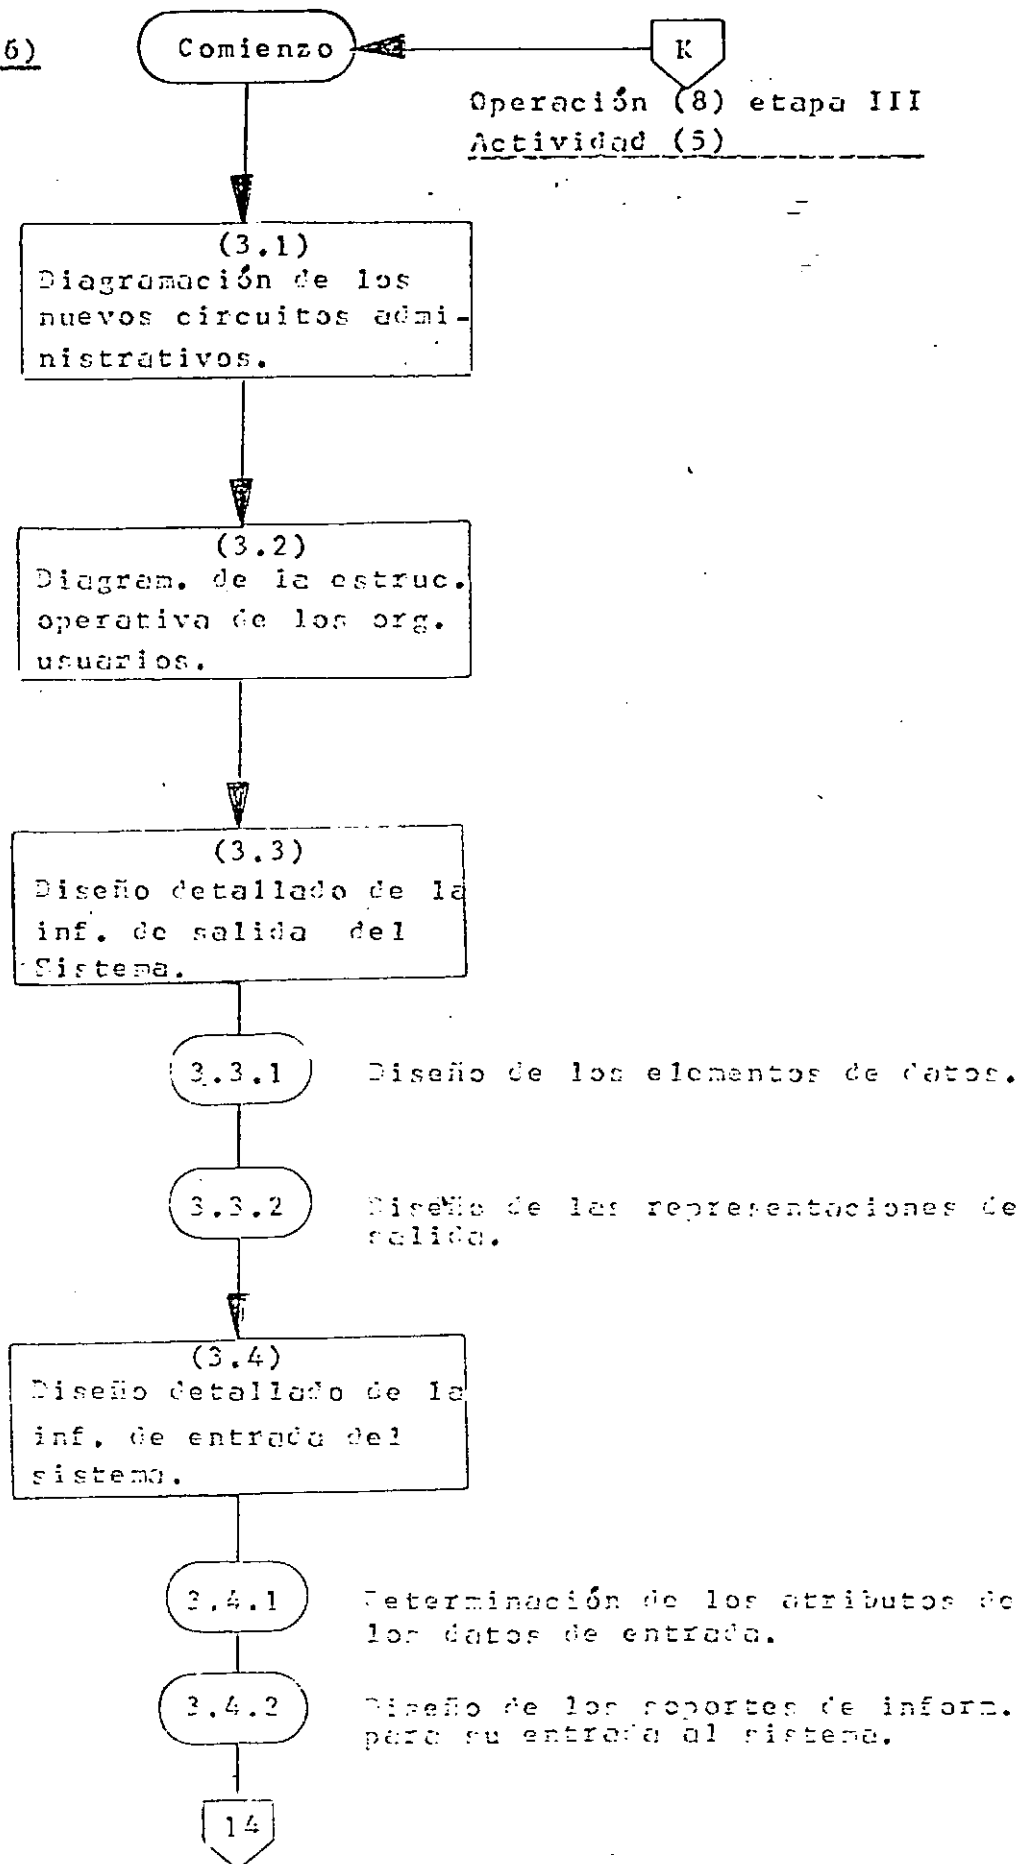 6)
Comienzo
K
Operación (8) etapa III
Actividad (5)
(3.1)
Diagramación de los
nuevos circuitos admi-
nistrativos.
(3.2)
Diagram. de la estruc.
operativa de los org.
usuarios.
(3.3)
Diseño detallado de la
inf. de salida del
Sistema.
3.3.1
Diseño de los elementos de datos.
3.3.2
Diseño de las representaciones de
salida.
(3.4)
Diseño detallado de la
inf. de entrada del
sistema.
3.4.1
Determinación de los atributos de
los datos de entrada.
3.4.2
Diseño de los soportes de inform.
para su entrada al sistema.
14